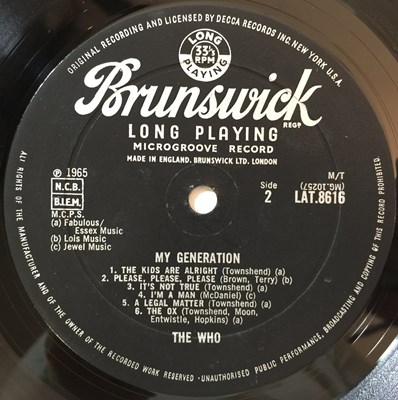 ORIGINAL RECORDING AND LICENSED BY DECCA RECORDS INC. NEW YORK U.S.A.
LONG
33⅓
RPM
PLAYING
Brunswick
REGD
LONG PLAYING
MICROGROOVE RECORD
MADE IN ENGLAND. BRUNSWICK LTD. LONDON
℗ 1965
N.C.B.
B.I.E.M.
M.C.P.S.
(a) Fabulous/
Essex Music
(b) Lois Music
(c) Jewel Music
M/T
(MG.10257)
Side
2
LAT.8616
MY GENERATION
1. THE KIDS ARE ALRIGHT (Townshend) (a)
2. PLEASE, PLEASE, PLEASE (Brown, Terry) (b)
3. IT'S NOT TRUE (Townshend) (a)
4. I'M A MAN (McDaniel) (c)
5. A LEGAL MATTER (Townshend) (a)
6. THE OX (Townshend, Moon,
Entwistle, Hopkins) (a)
THE WHO
ALL RIGHTS OF THE MANUFACTURER AND OF THE OWNER OF THE RECORDED WORK RESERVED · UNAUTHORISED PUBLIC PERFORMANCE, BROADCASTING AND COPYING OF THIS RECORD PROHIBITED.